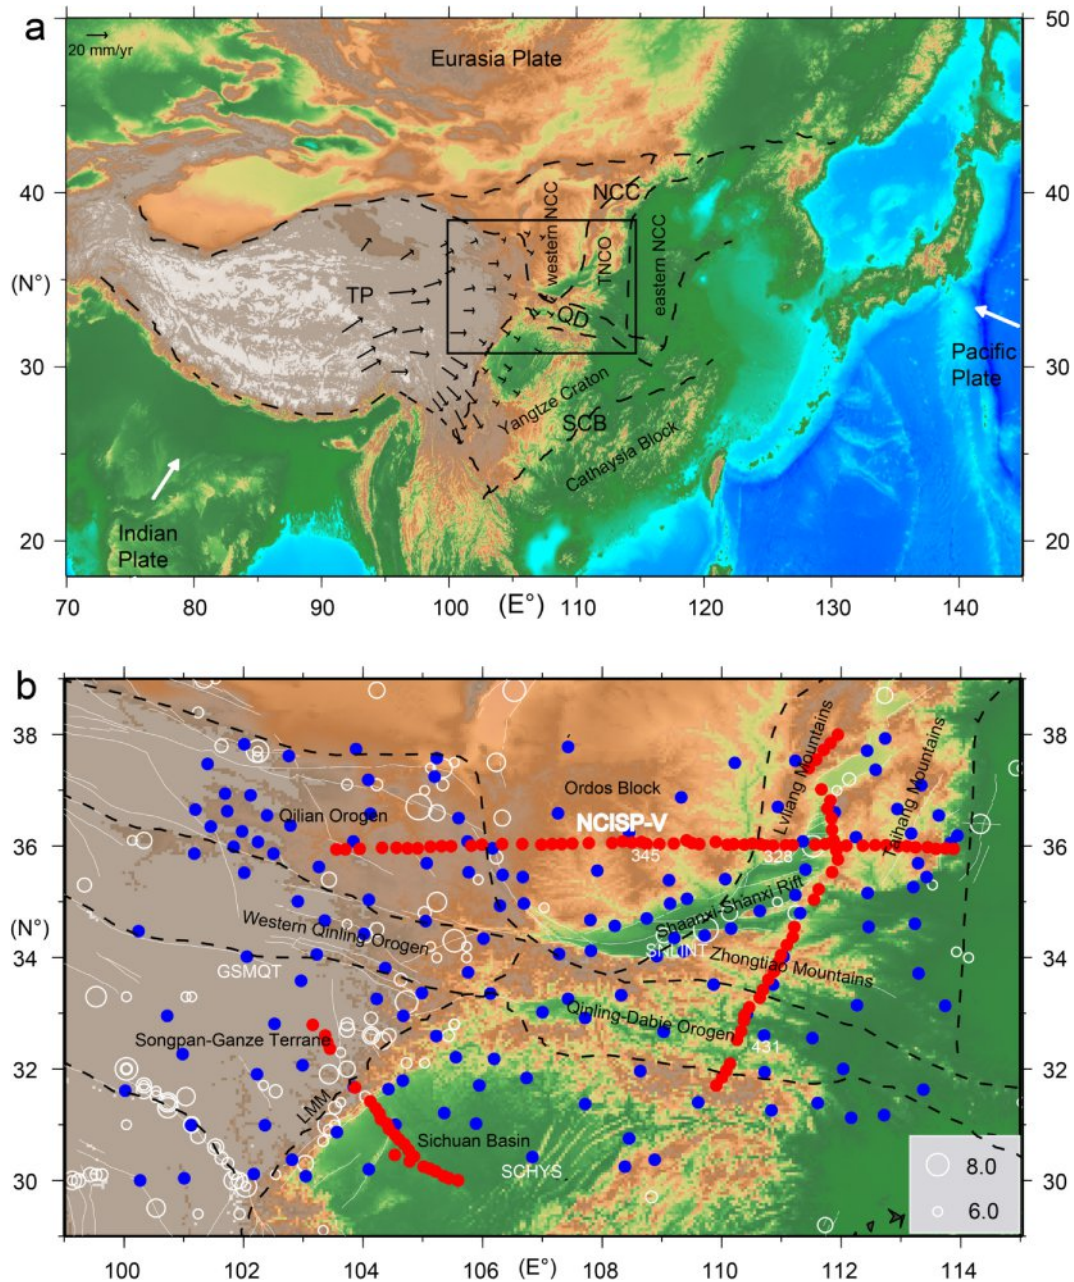 a
20 mm/yr
Eurasia Plate
50
40
NCC
40
western NCC
TNCO
eastern NCC
(N°)
TP
QD
30
Pacific
Plate
30
Yangtze Craton
SCB
Cathaysia Block
Indian
Plate
20
20
70
80
90
100
(E°)
110
120
130
140
b
38
38
Lvliang Mountains
Taihang Mountains
Ordos Block
Qilian Orogen
NCISP-V
36
36
345
328
Shaanxi-Shanxi Rift
(N°)
Western Qinling Orogen
SNLINT
34
34
GSMQT
Zhongtiao Mountains
Qinling-Dabie Orogen
Songpan-Ganze Terrane
431
32
32
LMM
Sichuan Basin
SCHYS
30
30
8.0
6.0
100
102
104
106
(E°)
108
110
112
114